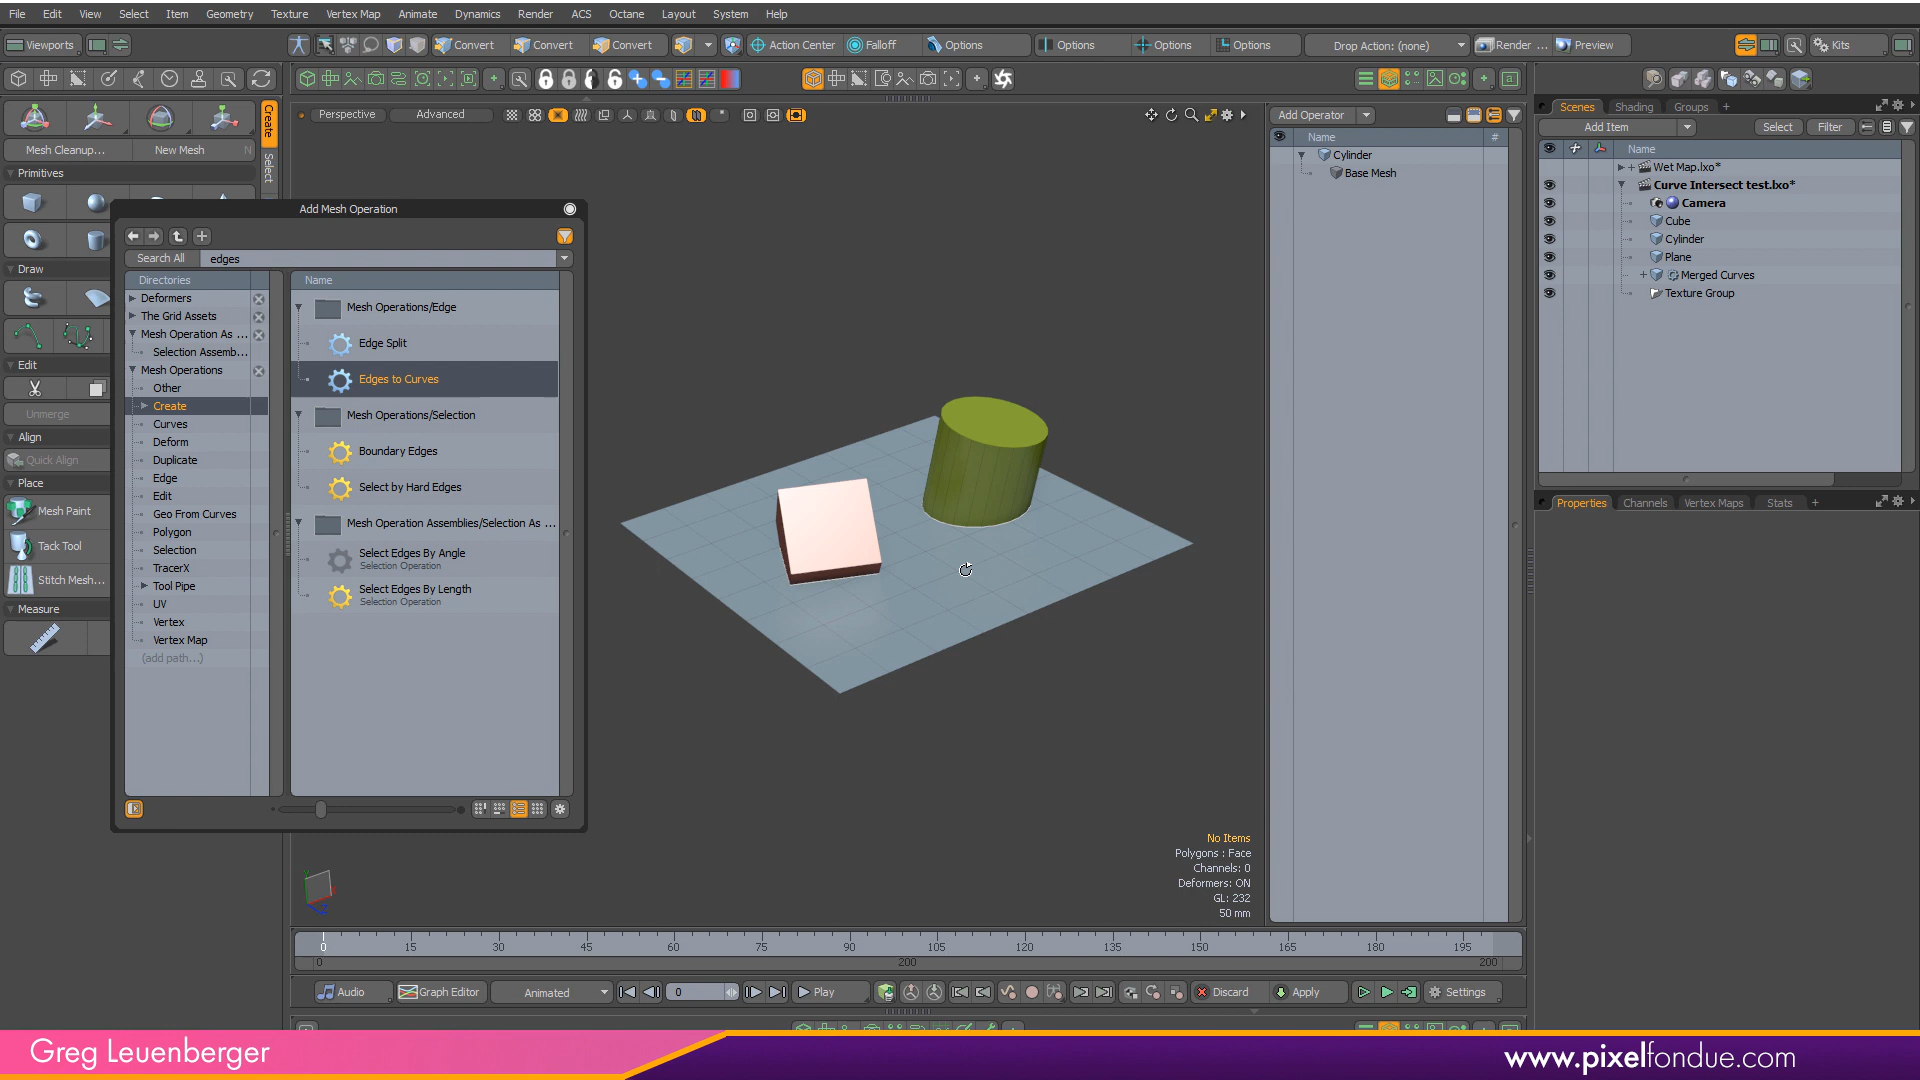 File Edit View Select Item Geometry Texture Vertex Map Animate Dynamics Render ACS Octane Layout System Help
Viewports Convert Convert Convert Action Center Falloff Options Options Options Options Drop Action: (none) Render ... Preview Kits
Mesh Cleanup... New Mesh N
Create
Select
Primitives
Draw
Edit
Unmerge
Align
Quick Align
Place
Mesh Paint
Tack Tool
Stitch Mesh...
Measure
Add Mesh Operation
Search All edges
Directories
Deformers
The Grid Assets
Mesh Operation As ...
Selection Assemb...
Mesh Operations
Other
Create
Curves
Deform
Duplicate
Edge
Edit
Geo From Curves
Polygon
Selection
TracerX
Tool Pipe
UV
Vertex
Vertex Map
(add path...)
Name
Mesh Operations/Edge
Edge Split
Edges to Curves
Mesh Operations/Selection
Boundary Edges
Select by Hard Edges
Mesh Operation Assemblies/Selection As ...
Select Edges By Angle
Selection Operation
Select Edges By Length
Selection Operation
Perspective Advanced
No Items
Polygons : Face
Channels: 0
Deformers: ON
GL: 232
50 mm
Add Operator
Name #
Cylinder
Base Mesh
Scenes Shading Groups +
Add Item Select Filter
Name
Wet Map.lxo*
Curve Intersect test.lxo*
Camera
Cube
Cylinder
Plane
Merged Curves
Texture Group
Properties Channels Vertex Maps Stats +
0 15 30 45 60 75 90 105 120 135 150 165 180 195
0 200 200
Audio Graph Editor Animated 0 Play Discard Apply Settings
Greg Leuenberger
www.pixelfondue.com